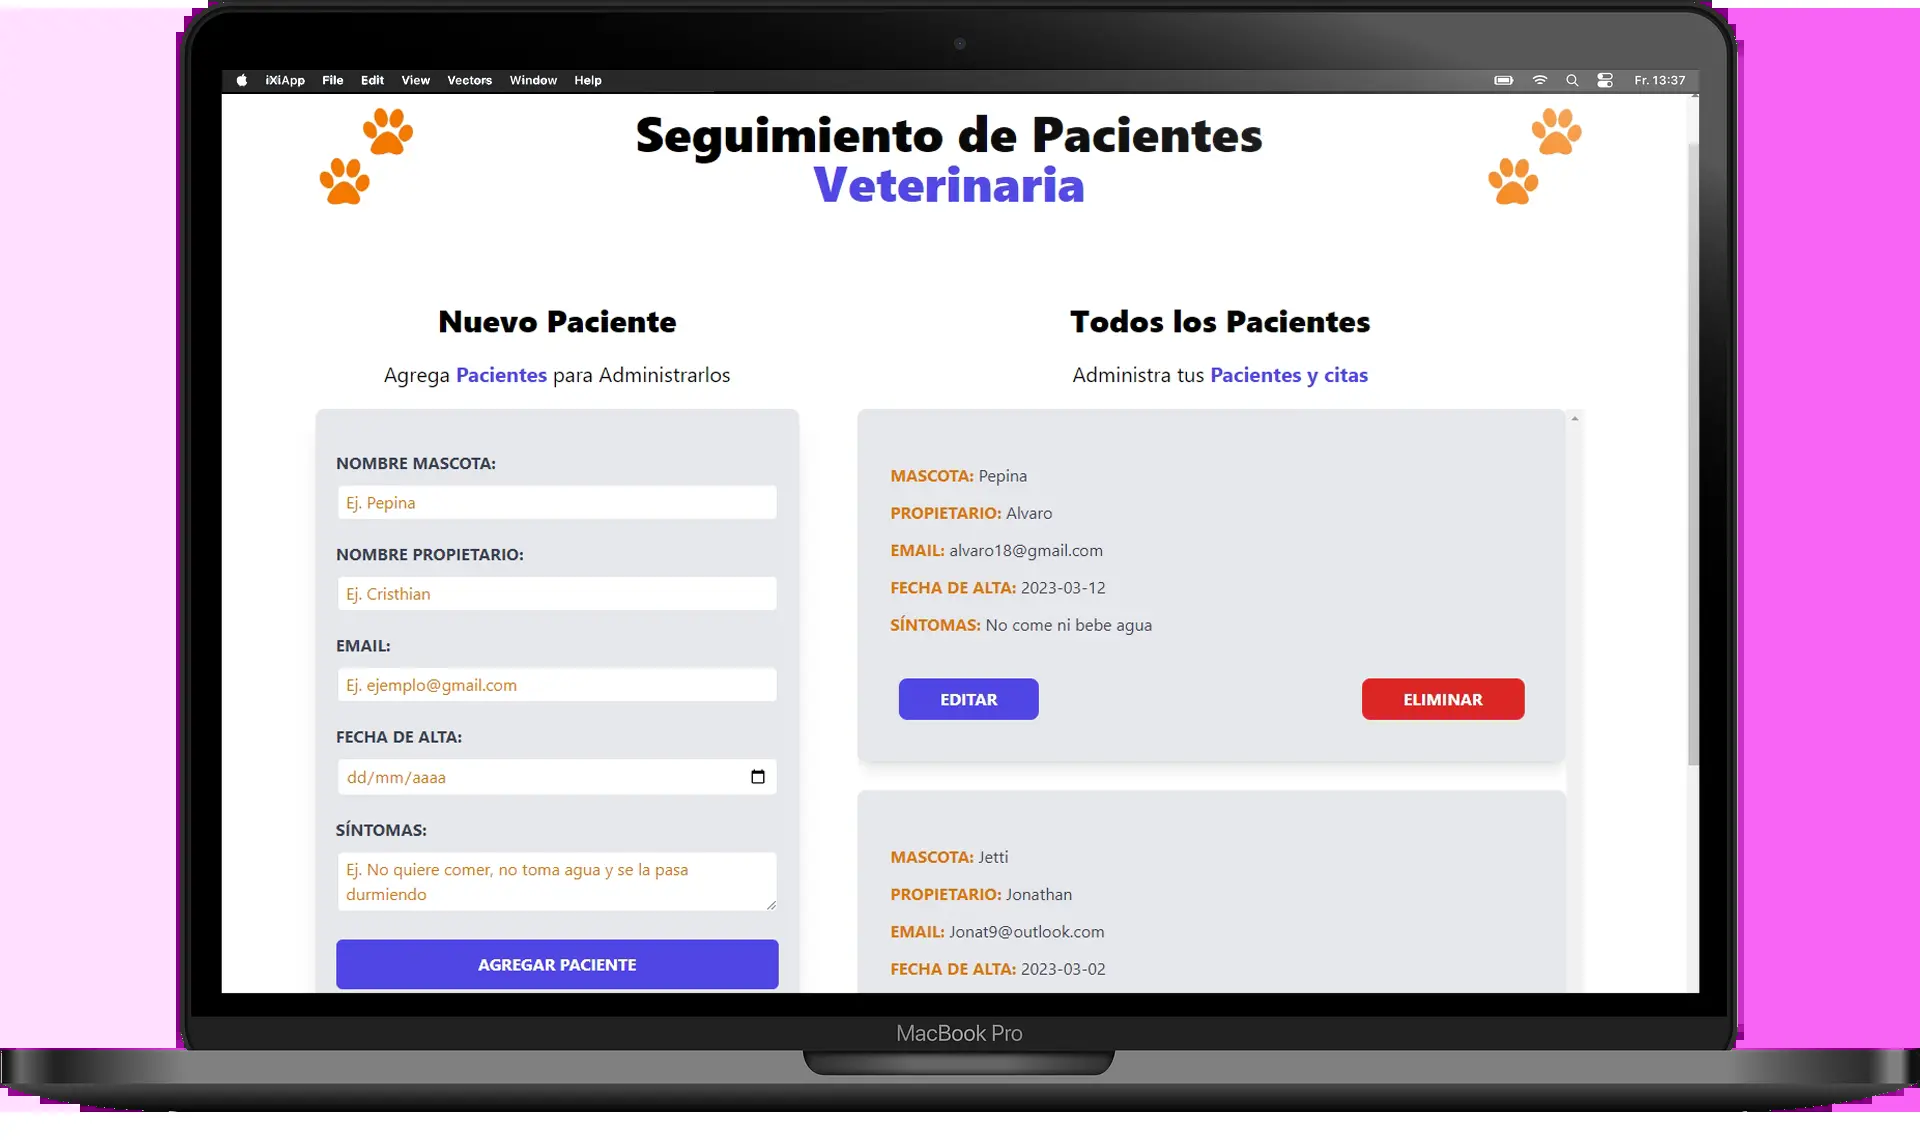 iXiApp File Edit View Vectors Window Help Fr. 13:37
Seguimiento de Pacientes
Veterinaria
Nuevo Paciente
Agrega Pacientes para Administrarlos
NOMBRE MASCOTA:
Ej. Pepina
NOMBRE PROPIETARIO:
Ej. Cristhian
EMAIL:
Ej. ejemplo@gmail.com
FECHA DE ALTA:
dd/mm/aaaa
SÍNTOMAS:
Ej. No quiere comer, no toma agua y se la pasa
durmiendo
AGREGAR PACIENTE
Todos los Pacientes
Administra tus Pacientes y citas
MASCOTA: Pepina
PROPIETARIO: Alvaro
EMAIL: alvaro18@gmail.com
FECHA DE ALTA: 2023-03-12
SÍNTOMAS: No come ni bebe agua
EDITAR
ELIMINAR
MASCOTA: Jetti
PROPIETARIO: Jonathan
EMAIL: Jonat9@outlook.com
FECHA DE ALTA: 2023-03-02
MacBook Pro